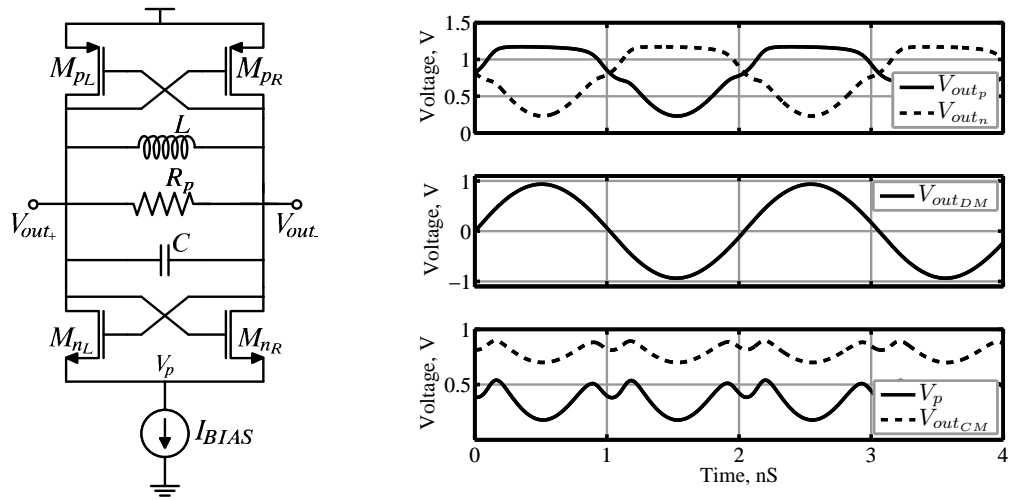 M_{pL} M_{pR}
L
R_p
V_{out+} V_{out-}
C
M_{nL} M_{nR}
V_p
I_{BIAS}
1.5
1
0.5
0
Voltage, V
V_{out_p}
V_{out_n}
1
0
−1
Voltage, V
V_{out_{DM}}
1
0.5
Voltage, V
V_p
V_{out_{CM}}
0 1 2 3 4
Time, nS